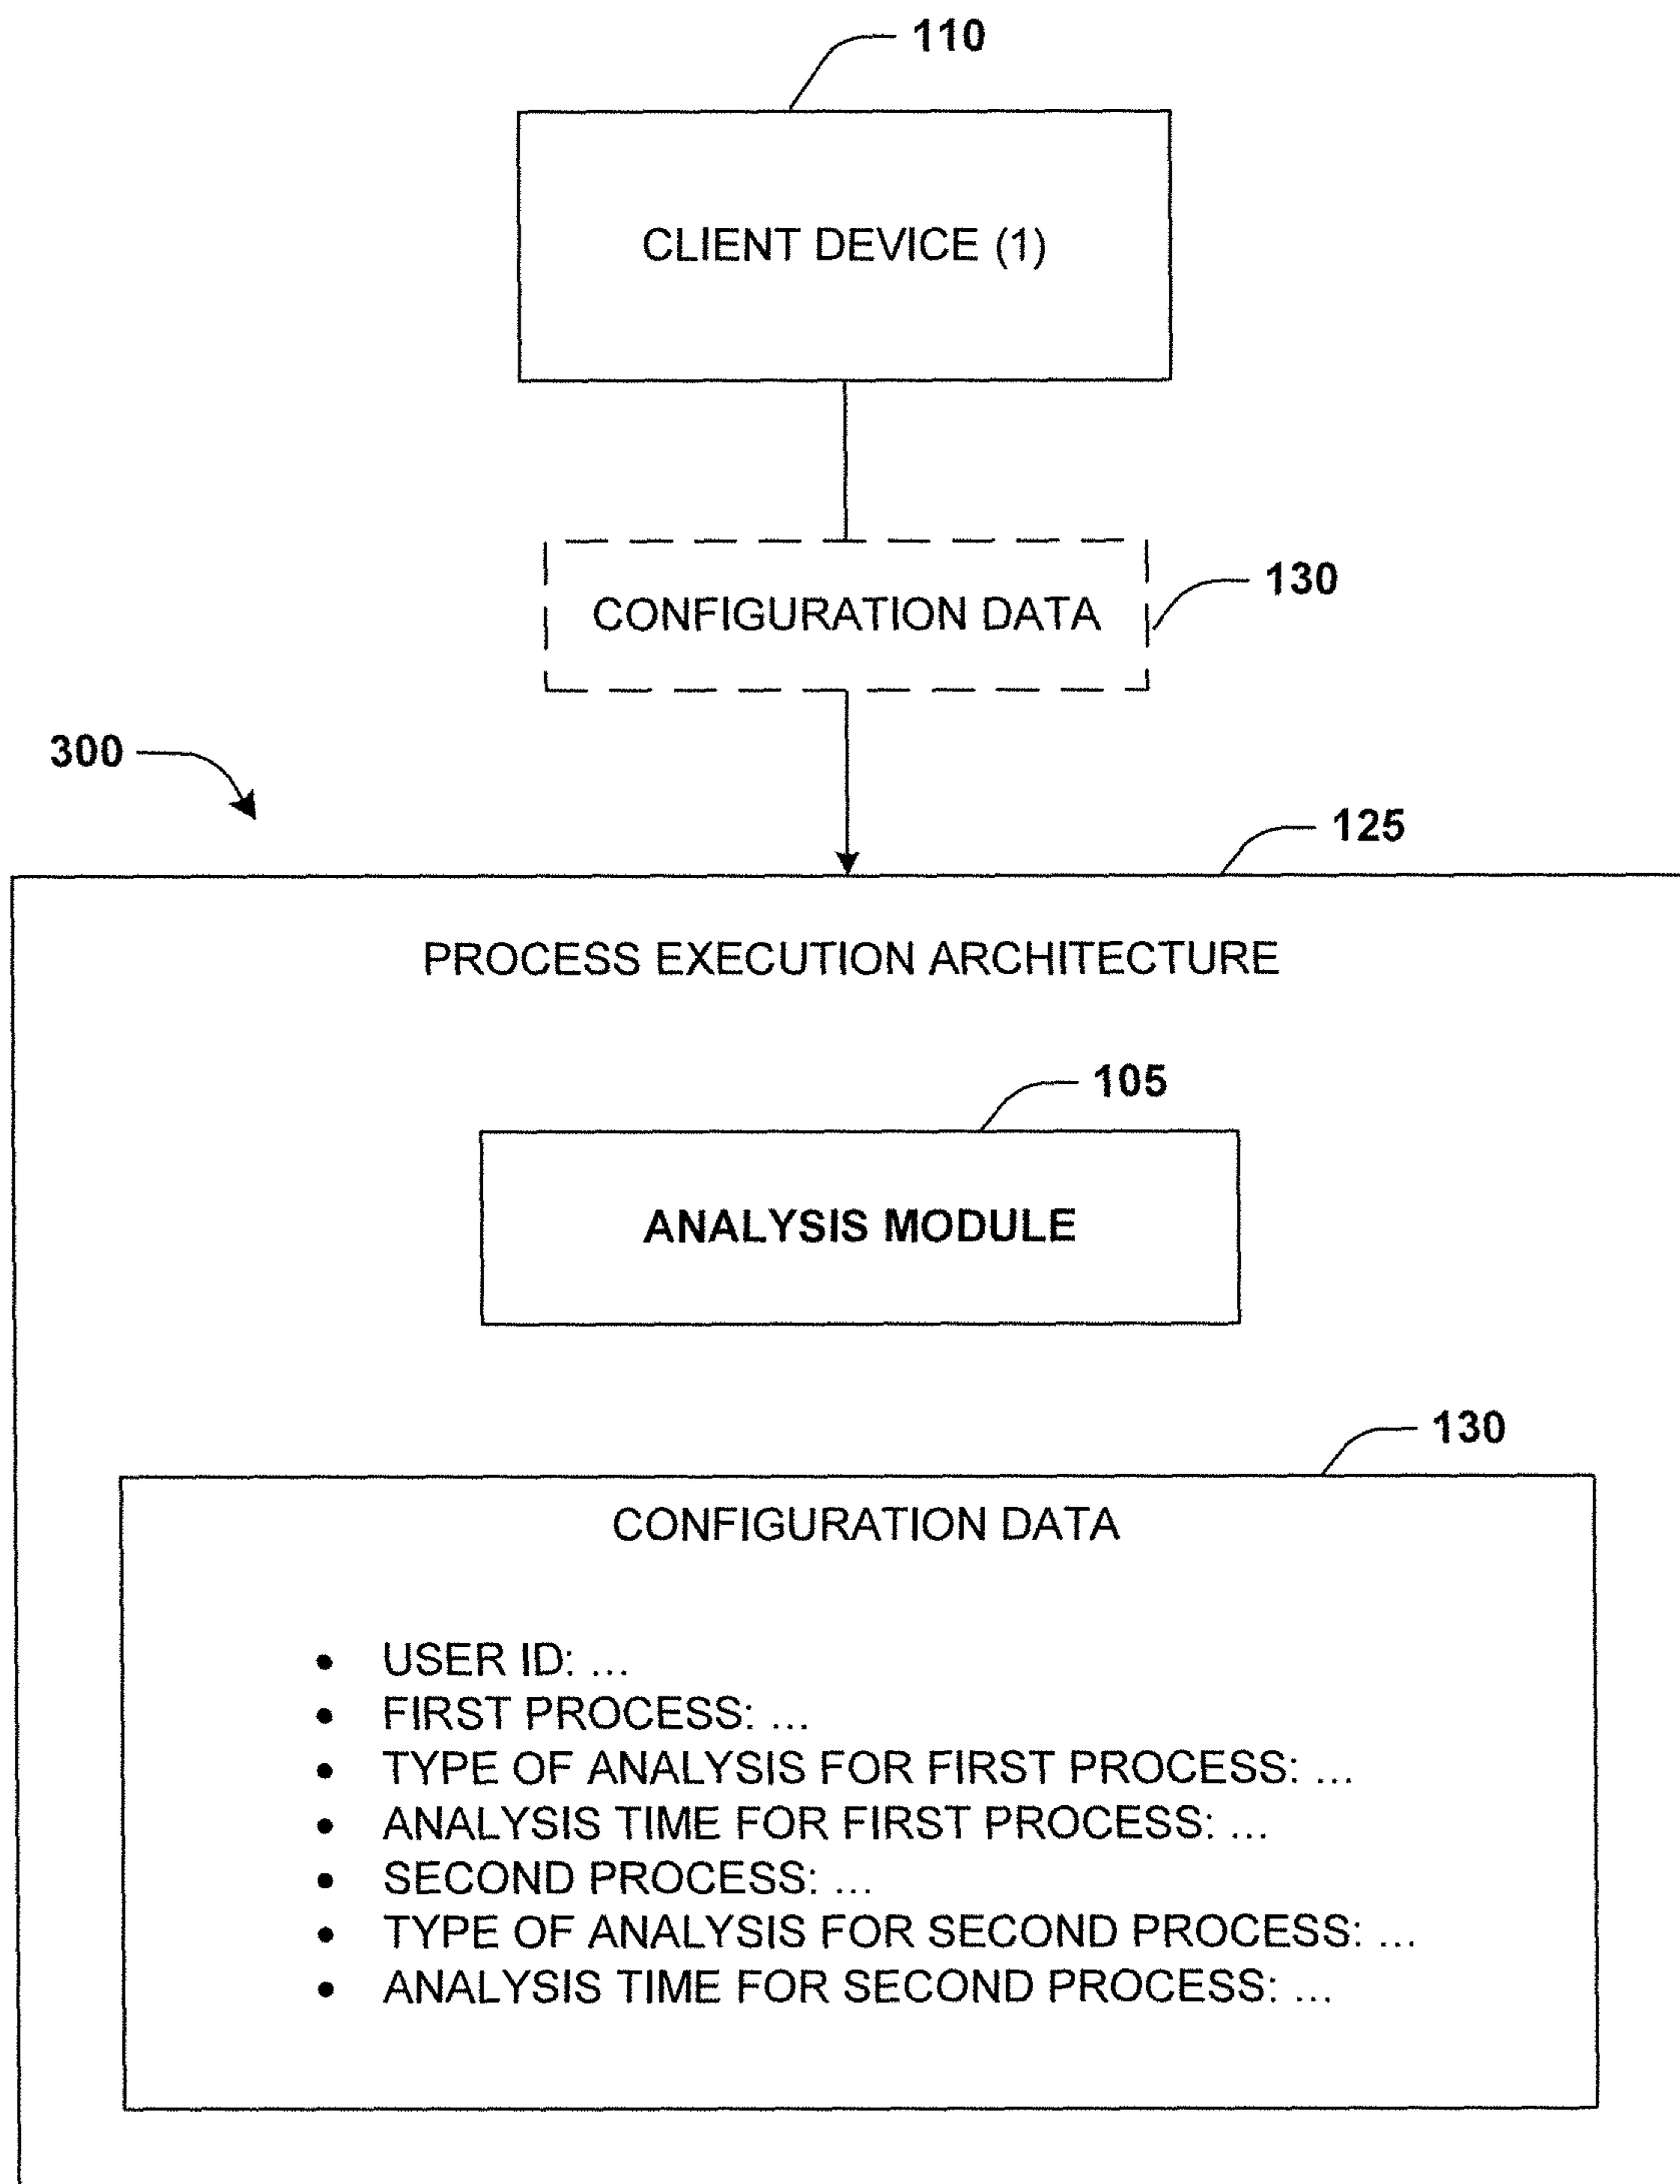 110
CLIENT DEVICE (1)
CONFIGURATION DATA
130
300
125
PROCESS EXECUTION ARCHITECTURE
105
ANALYSIS MODULE
130
CONFIGURATION DATA
• USER ID: ...
• FIRST PROCESS: ...
• TYPE OF ANALYSIS FOR FIRST PROCESS: ...
• ANALYSIS TIME FOR FIRST PROCESS: ...
• SECOND PROCESS: ...
• TYPE OF ANALYSIS FOR SECOND PROCESS: ...
• ANALYSIS TIME FOR SECOND PROCESS: ...